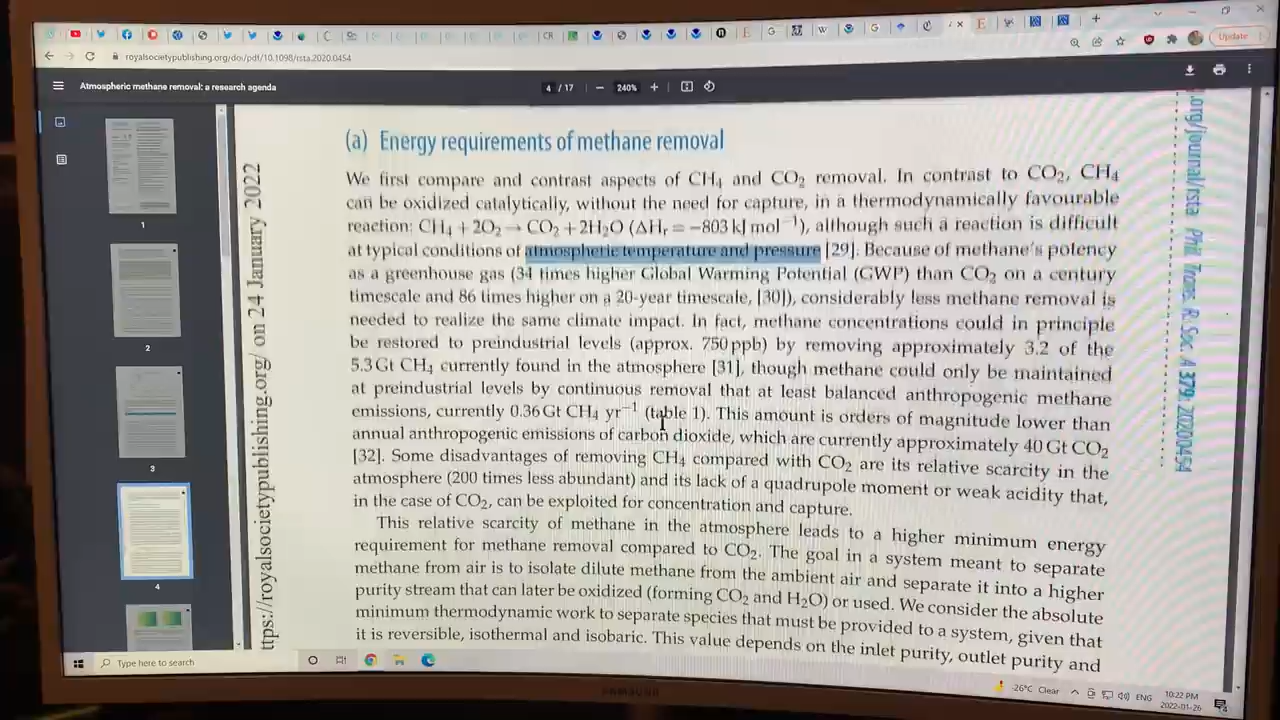 royalsocietypublishing.org/doi/pdf/10.1098/rsta.2020.0454
Update
Atmospheric methane removal: a research agenda
4 / 17
240%
1
2
3
4
ttps://royalsocietypublishing.org/ on 24 January 2022
(a) Energy requirements of methane removal
We first compare and contrast aspects of CH₄ and CO₂ removal. In contrast to CO₂, CH₄
can be oxidized catalytically, without the need for capture, in a thermodynamically favourable
reaction: CH₄ + 2O₂ → CO₂ + 2H₂O (ΔHᵣ = −803 kJ mol⁻¹), although such a reaction is difficult
at typical conditions of atmospheric temperature and pressure [29]. Because of methane's potency
as a greenhouse gas (34 times higher Global Warming Potential (GWP) than CO₂ on a century
timescale and 86 times higher on a 20-year timescale, [30]), considerably less methane removal is
needed to realize the same climate impact. In fact, methane concentrations could in principle
be restored to preindustrial levels (approx. 750 ppb) by removing approximately 3.2 of the
5.3 Gt CH₄ currently found in the atmosphere [31], though methane could only be maintained
at preindustrial levels by continuous removal that at least balanced anthropogenic methane
emissions, currently 0.36 Gt CH₄ yr⁻¹ (table 1). This amount is orders of magnitude lower than
annual anthropogenic emissions of carbon dioxide, which are currently approximately 40 Gt CO₂
[32]. Some disadvantages of removing CH₄ compared with CO₂ are its relative scarcity in the
atmosphere (200 times less abundant) and its lack of a quadrupole moment or weak acidity that,
in the case of CO₂, can be exploited for concentration and capture.
This relative scarcity of methane in the atmosphere leads to a higher minimum energy
requirement for methane removal compared to CO₂. The goal in a system meant to separate
methane from air is to isolate dilute methane from the ambient air and separate it into a higher
purity stream that can later be oxidized (forming CO₂ and H₂O) or used. We consider the absolute
minimum thermodynamic work to separate species that must be provided to a system, given that
it is reversible, isothermal and isobaric. This value depends on the inlet purity, outlet purity and
.org/journal/rsta Phil. Trans. R. Soc. A 379: 20200454
Type here to search
-26°C Clear
ENG
10:22 PM
2022-01-26
SAMSUNG